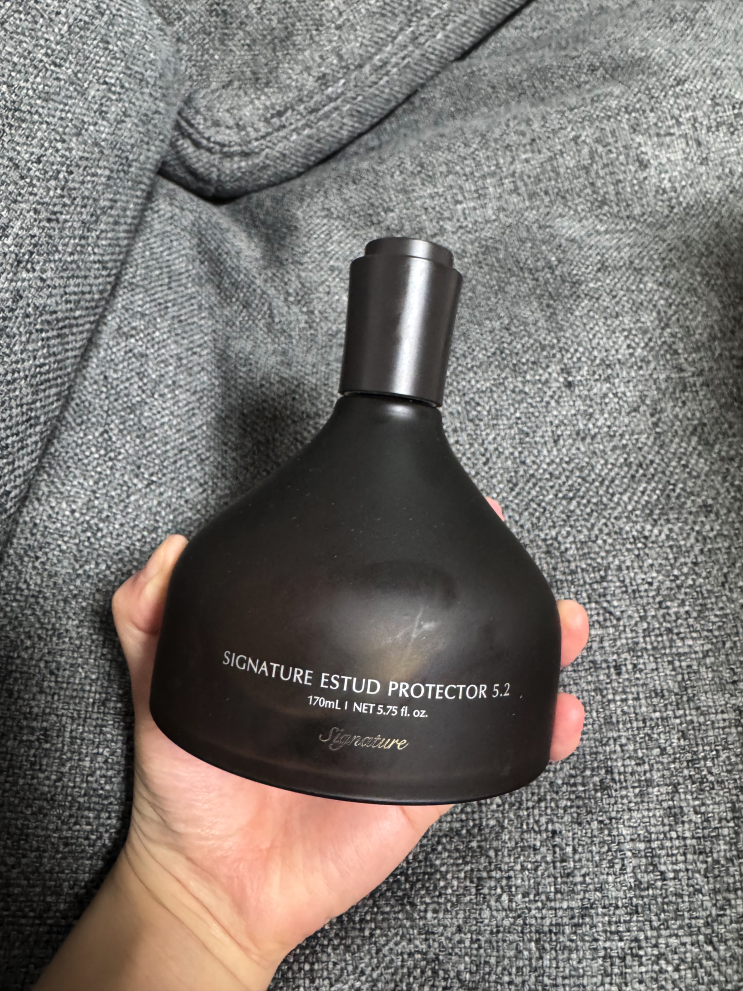 SIGNATURE ESTUD PROTECTOR 5.2
170mL I NET 5.75 fl. oz.
Signature